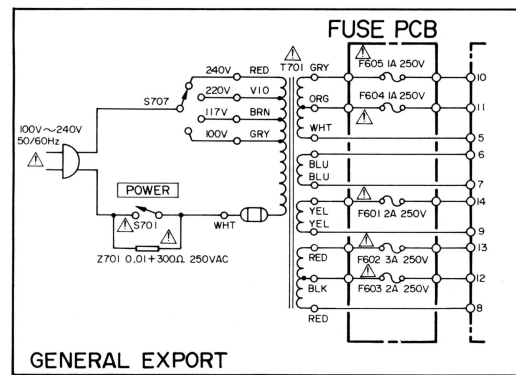 FUSE PCB
T701 GRY
F605 1A 250V
10
240V RED
220V VIO
S707
117V BRN
100V GRY
ORG
F604 1A 250V
11
WHT
5
100V~240V
50/60Hz
6
BLU
BLU
7
POWER
S701
WHT
YEL
YEL
F601 2A 250V
14
9
Z701 0.01+300Ω 250VAC
RED
F602 3A 250V
13
BLK
F603 2A 250V
12
RED
8
GENERAL EXPORT